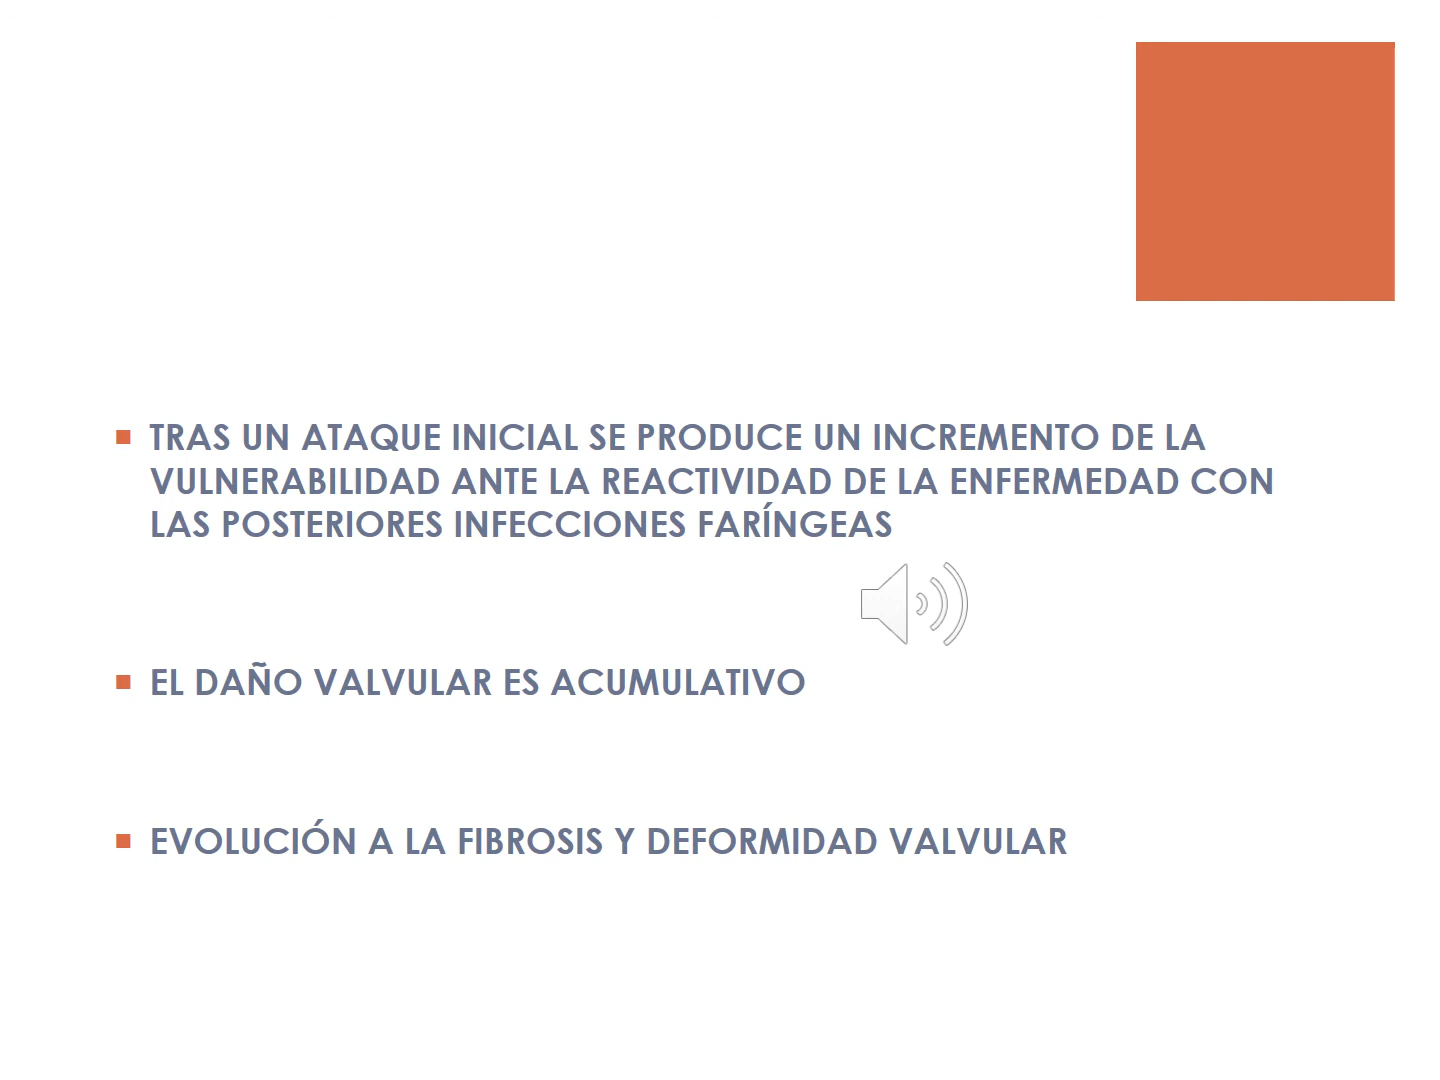 TRAS UN ATAQUE INICIAL SE PRODUCE UN INCREMENTO DE LA
VULNERABILIDAD ANTE LA REACTIVIDAD DE LA ENFERMEDAD CON
LAS POSTERIORES INFECCIONES FARÍNGEAS
EL DAÑO VALVULAR ES ACUMULATIVO
EVOLUCIÓN A LA FIBROSIS Y DEFORMIDAD VALVULAR